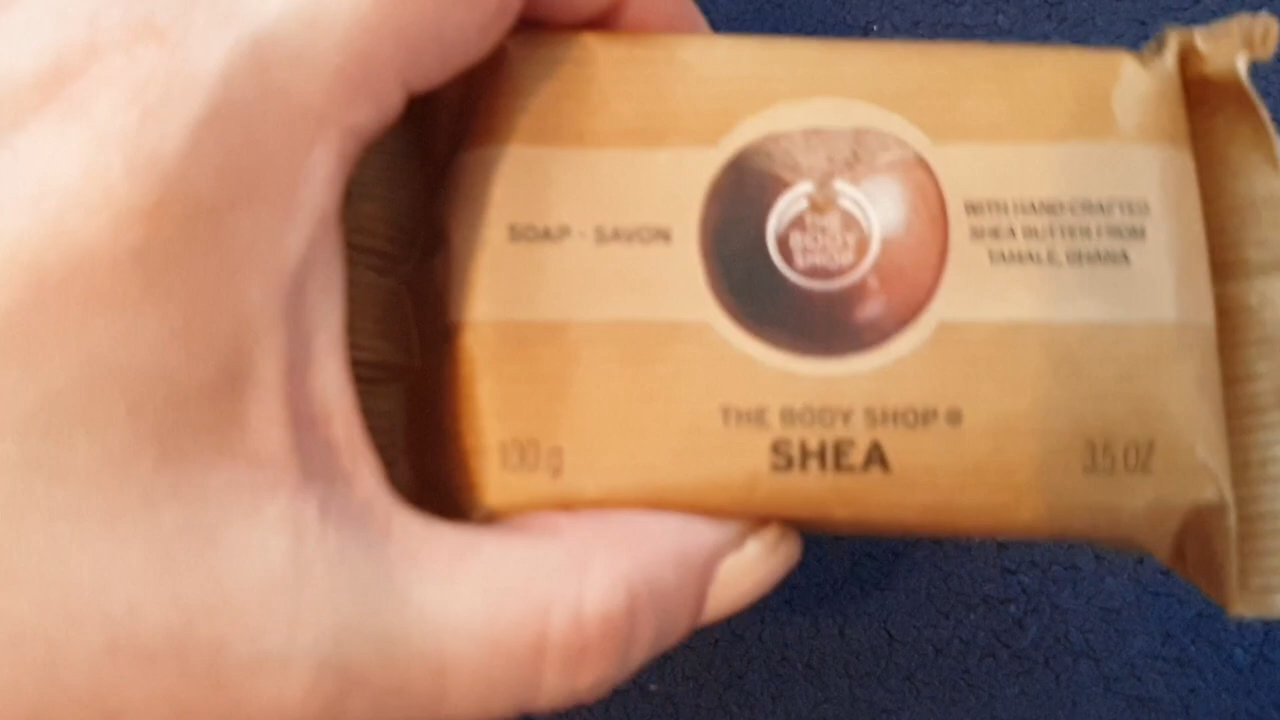 SOAP · SAVON
THE
BODY
SHOP
WITH HAND CRAFTED
SHEA BUTTER FROM
TAMALE, GHANA
THE BODY SHOP®
SHEA
100 g
3.5 OZ